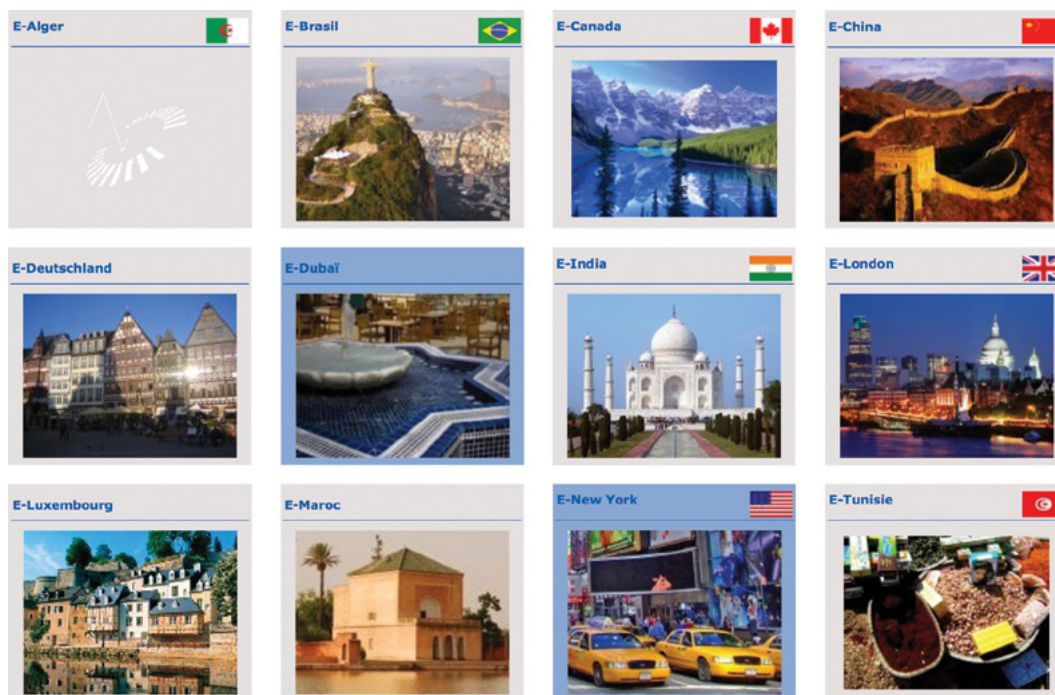 E-Alger
E-Brasil
E-Canada
E-China
E-Deutschland
E-Dubaï
E-India
E-London
E-Luxembourg
E-Maroc
E-New York
E-Tunisie